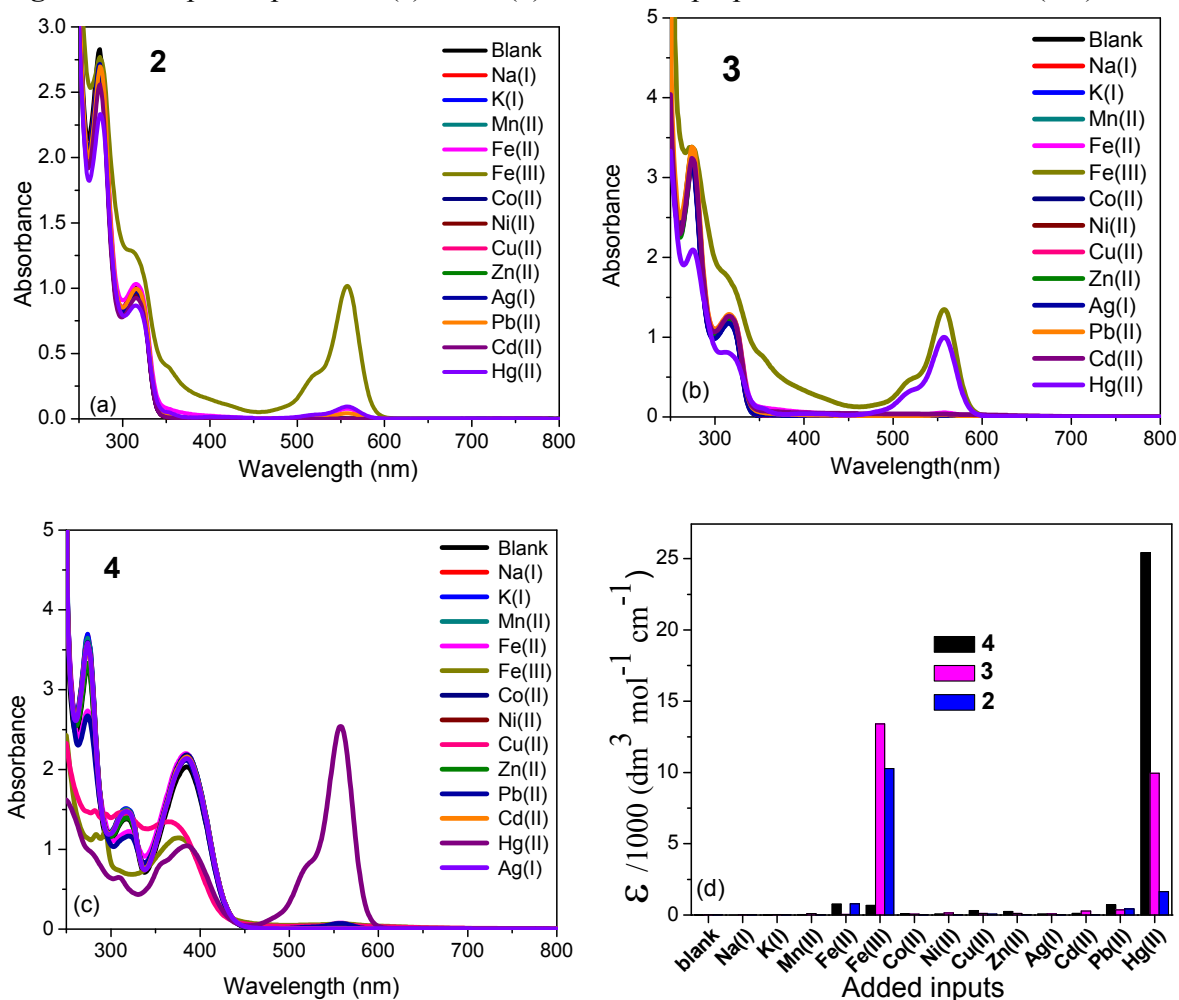 3.0
2.5
2.0
1.5
1.0
0.5
0.0
300 400 500 600 700 800
Absorbance
Wavelength (nm)
2
(a)
Blank
Na(I)
K(I)
Mn(II)
Fe(II)
Fe(III)
Co(II)
Ni(II)
Cu(II)
Zn(II)
Ag(I)
Pb(II)
Cd(II)
Hg(II)
5
4
3
2
1
0
300 400 500 600 700 800
Absorbance
Wavelength(nm)
3
(b)
Blank
Na(I)
K(I)
Mn(II)
Fe(II)
Fe(III)
Co(II)
Ni(II)
Cu(II)
Zn(II)
Ag(I)
Pb(II)
Cd(II)
Hg(II)
5
4
3
2
1
0
300 400 500 600 700 800
Absorbance
Wavelength (nm)
4
(c)
Blank
Na(I)
K(I)
Mn(II)
Fe(II)
Fe(III)
Co(II)
Ni(II)
Cu(II)
Zn(II)
Pb(II)
Cd(II)
Hg(II)
Ag(I)
25
20
15
10
5
0
ε /1000 (dm³ mol⁻¹ cm⁻¹)
4
3
2
(d)
blank
Na(I)
K(I)
Mn(II)
Fe(II)
Fe(III)
Co(II)
Ni(II)
Cu(II)
Zn(II)
Ag(I)
Cd(II)
Pb(II)
Hg(II)
Added inputs